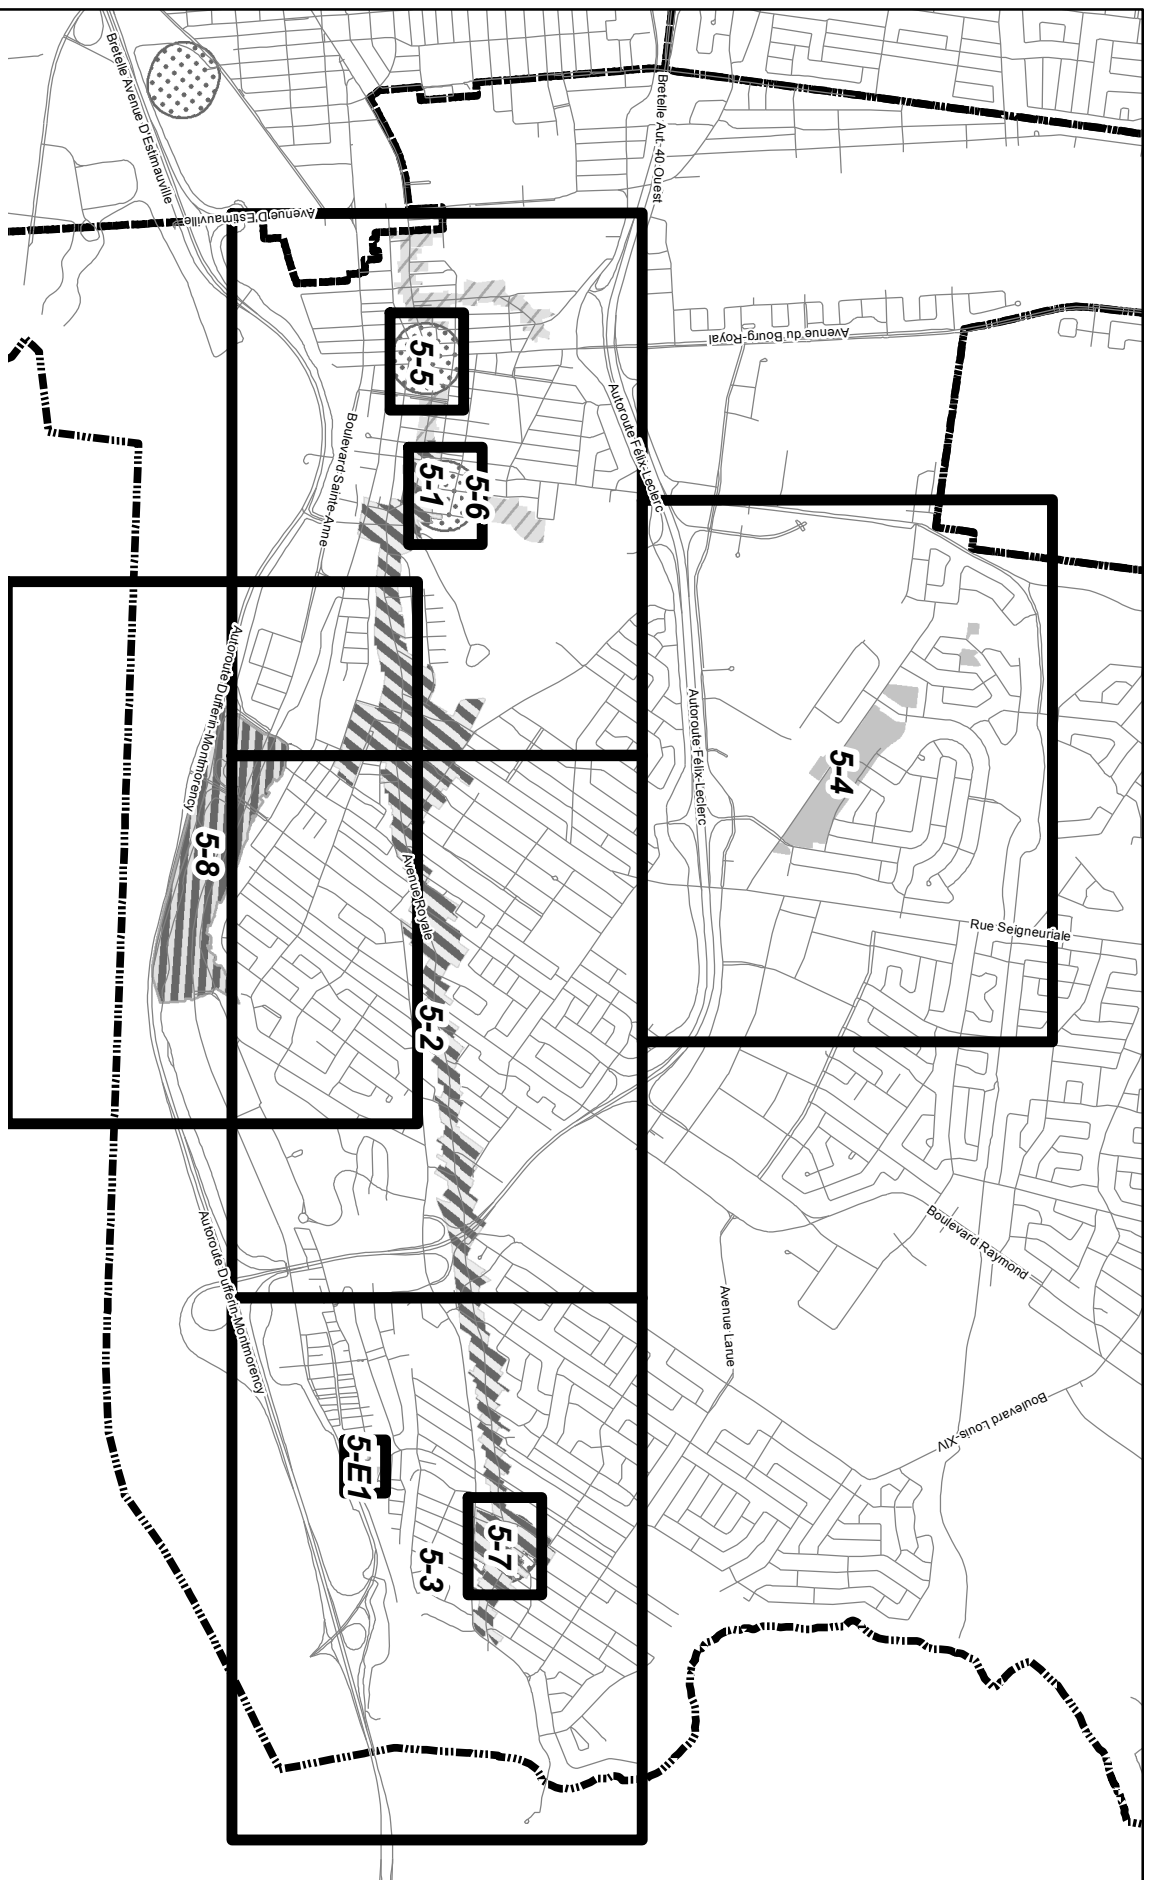 Bretelle Avenue D'Estimauville
Bretelle Aut. 40 Ouest
Avenue D'Estimauville
Avenue du Bourg-Royal
5-5
Autoroute Félix-Leclerc
Boulevard Sainte-Anne
5-6
5-1
Autoroute Dufferin-Montmorency
Autoroute Félix-Leclerc
5-4
5-8
Avenue Royale
Rue Seigneuriale
5-2
Boulevard Raymond
Autoroute Dufferin-Montmorency
Avenue Larue
Boulevard Louis-XIV
5-E1
5-7
5-3